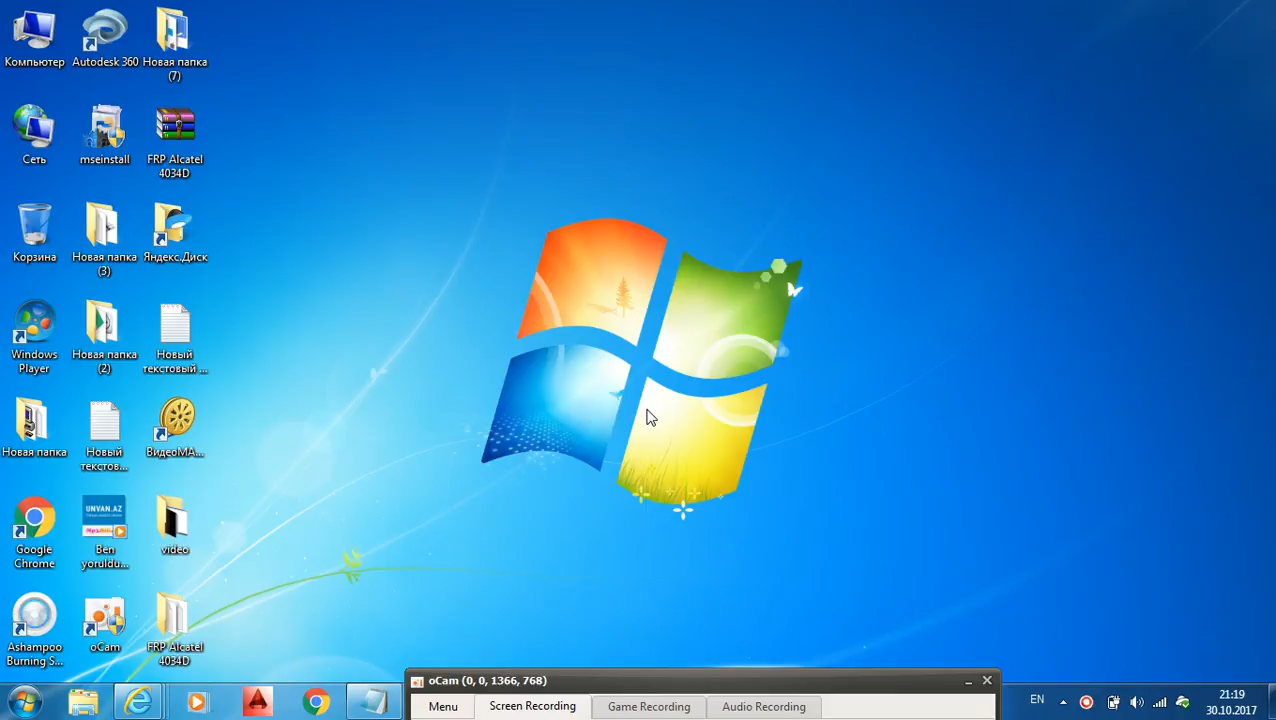 Компьютер
Autodesk 360
Новая папка
(7)
Сеть
mseinstall
FRP Alcatel
4034D
Корзина
Новая папка
(3)
Яндекс.Диск
Windows
Player
Новая папка
(2)
Новый
текстовый ...
Новая папка
Новый
текстов...
ВидеоМА...
Google
Chrome
UNVAN.AZ
Ben
yoruldu...
video
Ashampoo
Burning S...
oCam
FRP Alcatel
4034D
oCam (0, 0, 1366, 768)
Menu
Screen Recording
Game Recording
Audio Recording
EN
21:19
30.10.2017